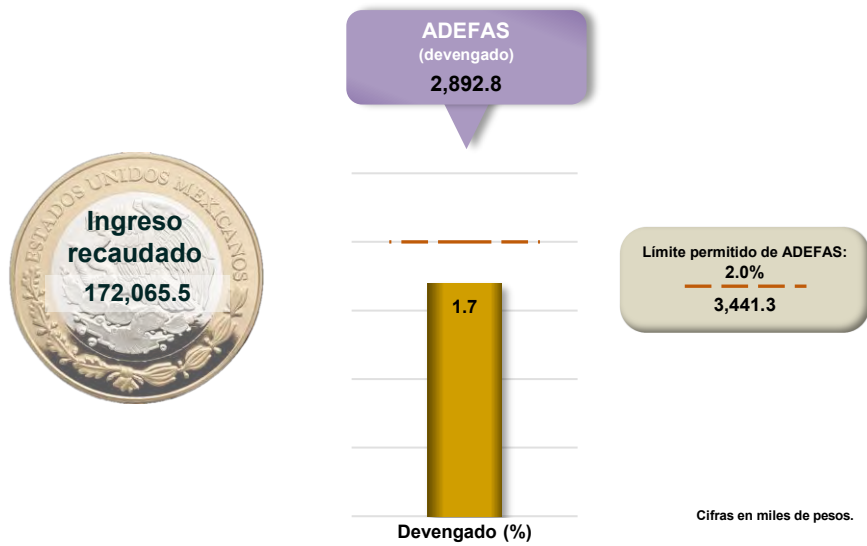 ADEFAS
(devengado)
2,892.8
ESTADOS UNIDOS MEXICANOS
Ingreso
recaudado
172,065.5
Límite permitido de ADEFAS:
2.0%
3,441.3
1.7
Devengado (%)
Cifras en miles de pesos.